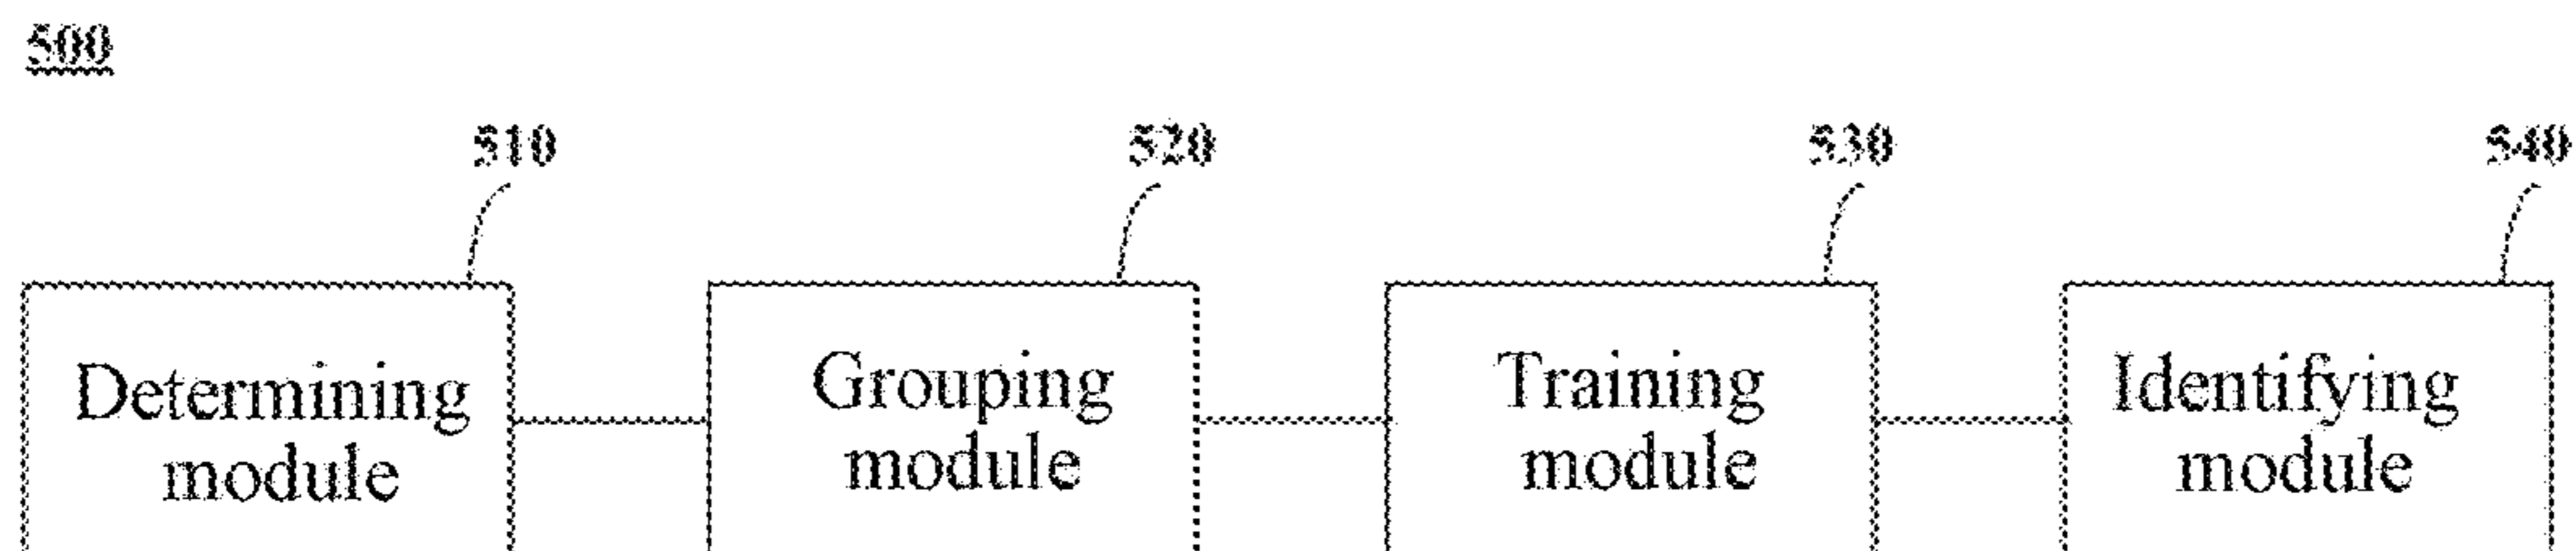 500
510
520
530
540
Determining
module
Grouping
module
Training
module
Identifying
module